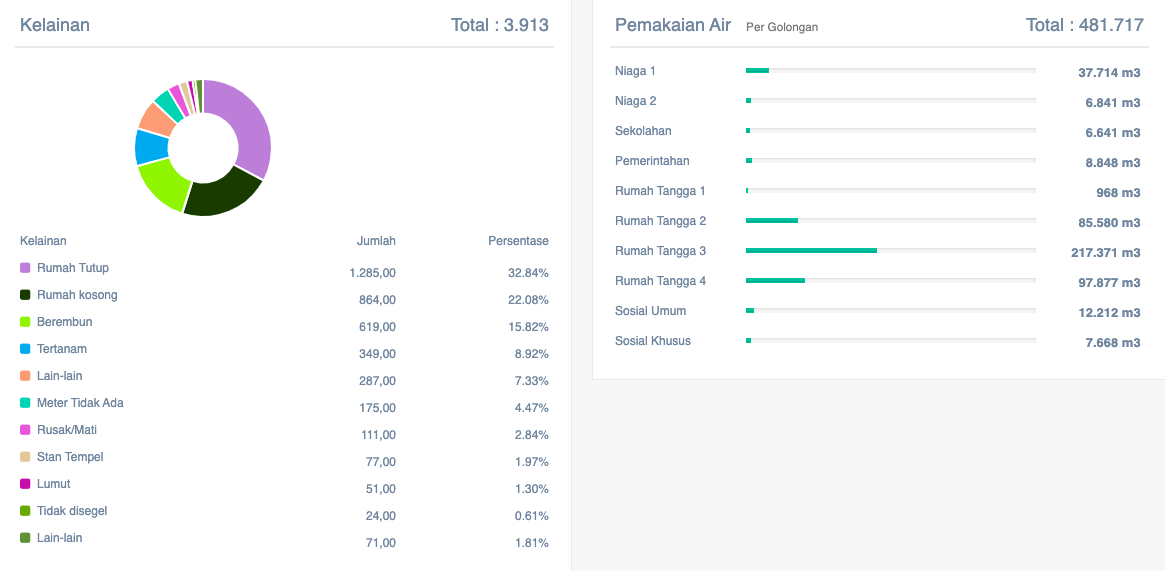 Kelainan Total : 3.913
Kelainan Jumlah Persentase
Rumah Tutup 1.285,00 32.84%
Rumah kosong 864,00 22.08%
Berembun 619,00 15.82%
Tertanam 349,00 8.92%
Lain-lain 287,00 7.33%
Meter Tidak Ada 175,00 4.47%
Rusak/Mati 111,00 2.84%
Stan Tempel 77,00 1.97%
Lumut 51,00 1.30%
Tidak disegel 24,00 0.61%
Lain-lain 71,00 1.81%
Pemakaian Air Per Golongan Total : 481.717
Niaga 1 37.714 m3
Niaga 2 6.841 m3
Sekolahan 6.641 m3
Pemerintahan 8.848 m3
Rumah Tangga 1 968 m3
Rumah Tangga 2 85.580 m3
Rumah Tangga 3 217.371 m3
Rumah Tangga 4 97.877 m3
Sosial Umum 12.212 m3
Sosial Khusus 7.668 m3